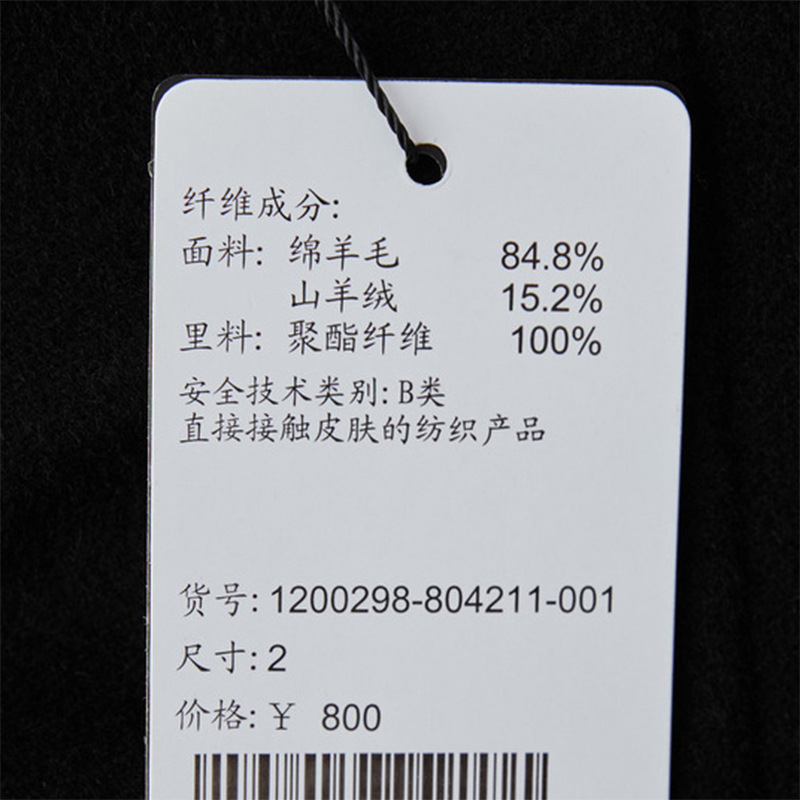 纤维成分:
面料: 绵羊毛 84.8%
山羊绒 15.2%
里料: 聚酯纤维 100%
安全技术类别: B类
直接接触皮肤的纺织产品
货号: 1200298-804211-001
尺寸: 2
价格: ¥ 800